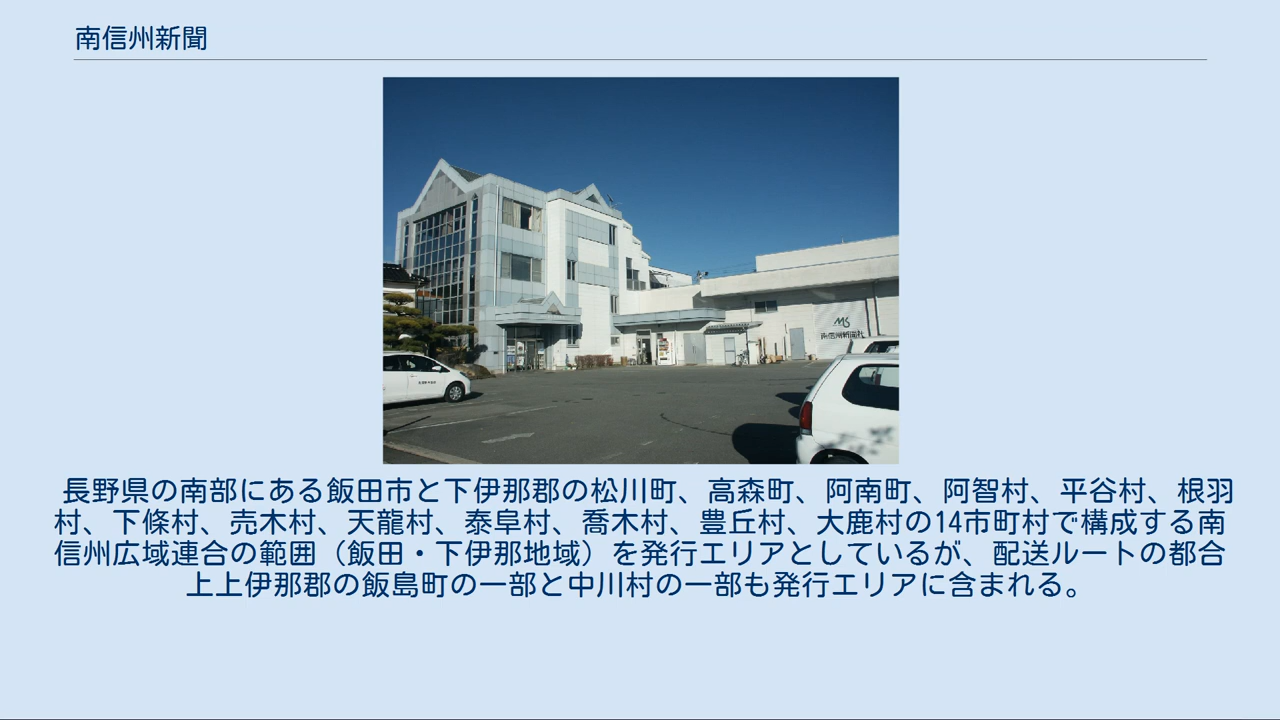 南信州新聞
MS
南信州新聞社
長野県の南部にある飯田市と下伊那郡の松川町、高森町、阿南町、阿智村、平谷村、根羽
村、下條村、売木村、天龍村、泰阜村、喬木村、豊丘村、大鹿村の14市町村で構成する南
信州広域連合の範囲（飯田・下伊那地域）を発行エリアとしているが、配送ルートの都合
上上伊那郡の飯島町の一部と中川村の一部も発行エリアに含まれる。